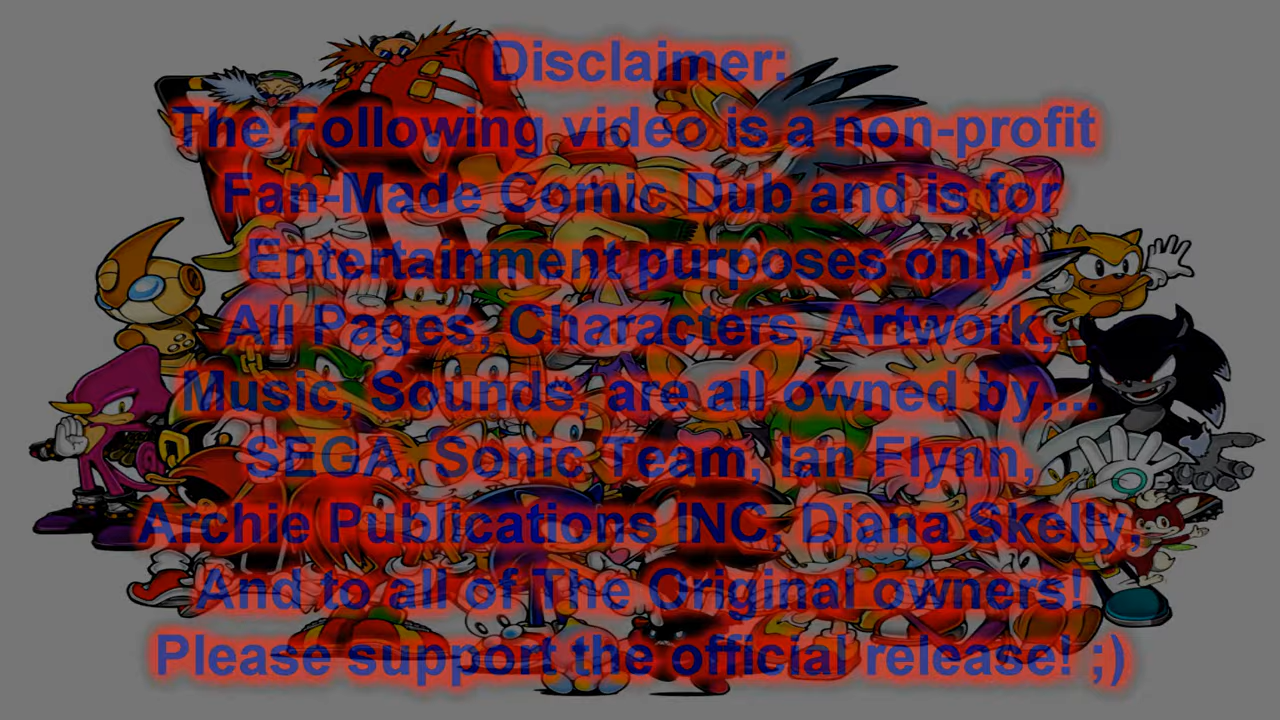 Disclaimer:
The Following video is a non-profit
Fan-Made Comic Dub and is for
Entertainment purposes only!
All Pages, Characters, Artwork,
Music, Sounds, are all owned by,...
SEGA, Sonic Team, Ian Flynn,
Archie Publications INC, Diana Skelly,
And to all of The Original owners!
Please support the official release! ;)